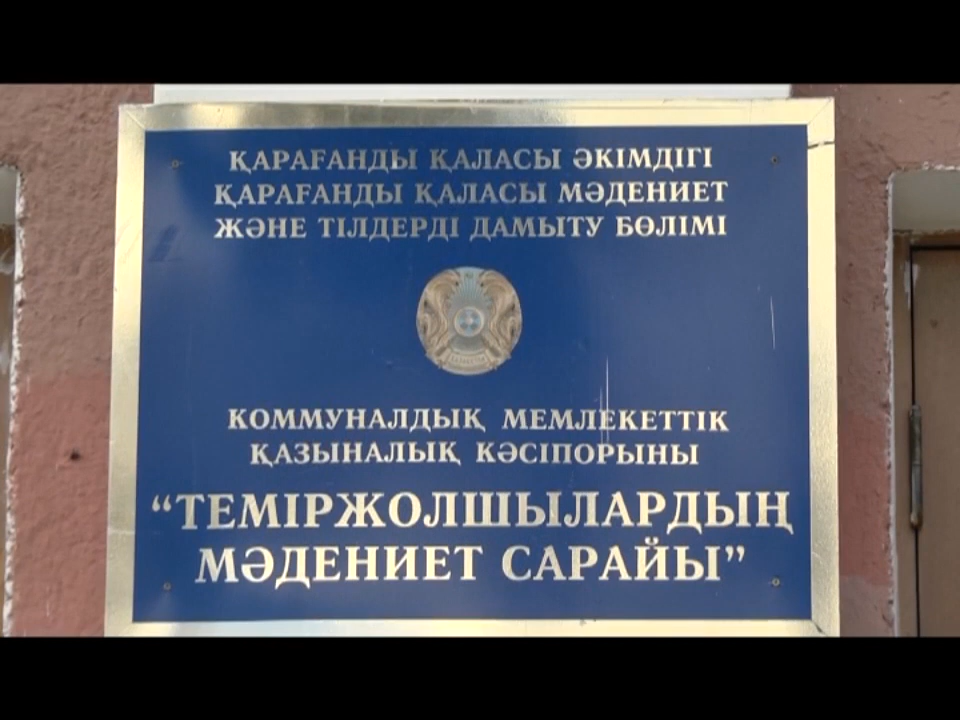 ҚАРАҒАНДЫ ҚАЛАСЫ ӘКІМДІГІ
ҚАРАҒАНДЫ ҚАЛАСЫ МӘДЕНИЕТ
ЖӘНЕ ТІЛДЕРДІ ДАМЫТУ БӨЛІМІ
КОММУНАЛДЫҚ МЕМЛЕКЕТТІК
ҚАЗЫНАЛЫҚ КӘСІПОРЫНЫ
“ТЕМІРЖОЛШЫЛАРДЫҢ
МӘДЕНИЕТ САРАЙЫ”